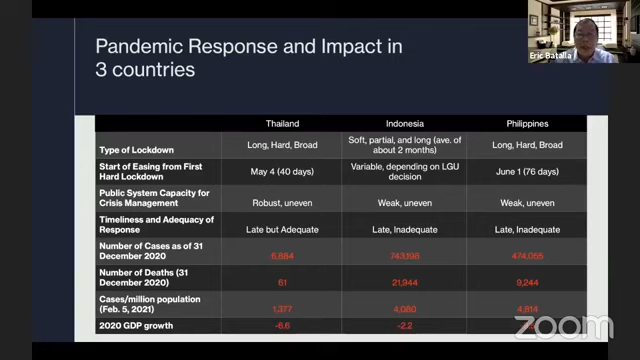 Pandemic Response and Impact in
3 countries
Eric Batalla
Thailand Indonesia Philippines
Type of Lockdown Long, Hard, Broad Soft, partial, and long (ave. of about 2 months) Long, Hard, Broad
Start of Easing from First Hard Lockdown May 4 (40 days) Variable, depending on LGU decision June 1 (76 days)
Public System Capacity for Crisis Management Robust, uneven Weak, uneven Weak, uneven
Timeliness and Adequacy of Response Late but Adequate Late, Inadequate Late, Inadequate
Number of Cases as of 31 December 2020 6,884 743,198 474,055
Number of Deaths (31 December 2020) 61 21,944 9,244
Cases/million population (Feb. 5, 2021) 1,377 4,080 4,814
2020 GDP growth -6.6 -2.2
zoom